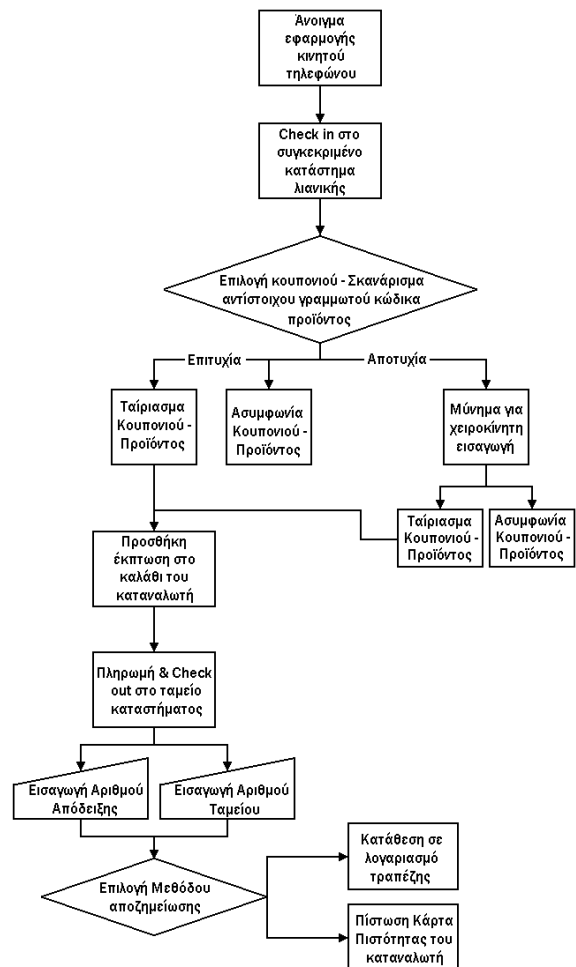 Άνοιγμα
εφαρμογής
κινητού
τηλεφώνου
Check in στο
συγκεκριμένο
κατάστημα
λιανικής
Επιλογή κουπονιού - Σκανάρισμα
αντίστοιχου γραμμωτού κώδικα
προϊόντος
Επιτυχία
Αποτυχία
Ταίριασμα
Κουπονιού -
Προϊόντος
Ασυμφωνία
Κουπονιού -
Προϊόντος
Μύνημα για
χειροκίνητη
εισαγωγή
Ταίριασμα
Κουπονιού -
Προϊόντος
Ασυμφωνία
Κουπονιού -
Προϊόντος
Προσθήκη
έκπτωση στο
καλάθι του
καταναλωτή
Πληρωμή & Check
out στο ταμείο
καταστήματος
Εισαγωγή Αριθμού
Απόδειξης
Εισαγωγή Αριθμού
Ταμείου
Επιλογή Μεθόδου
αποζημείωσης
Κατάθεση σε
λογαριασμό
τραπέζης
Πίστωση Κάρτα
Πιστότητας του
καταναλωτή